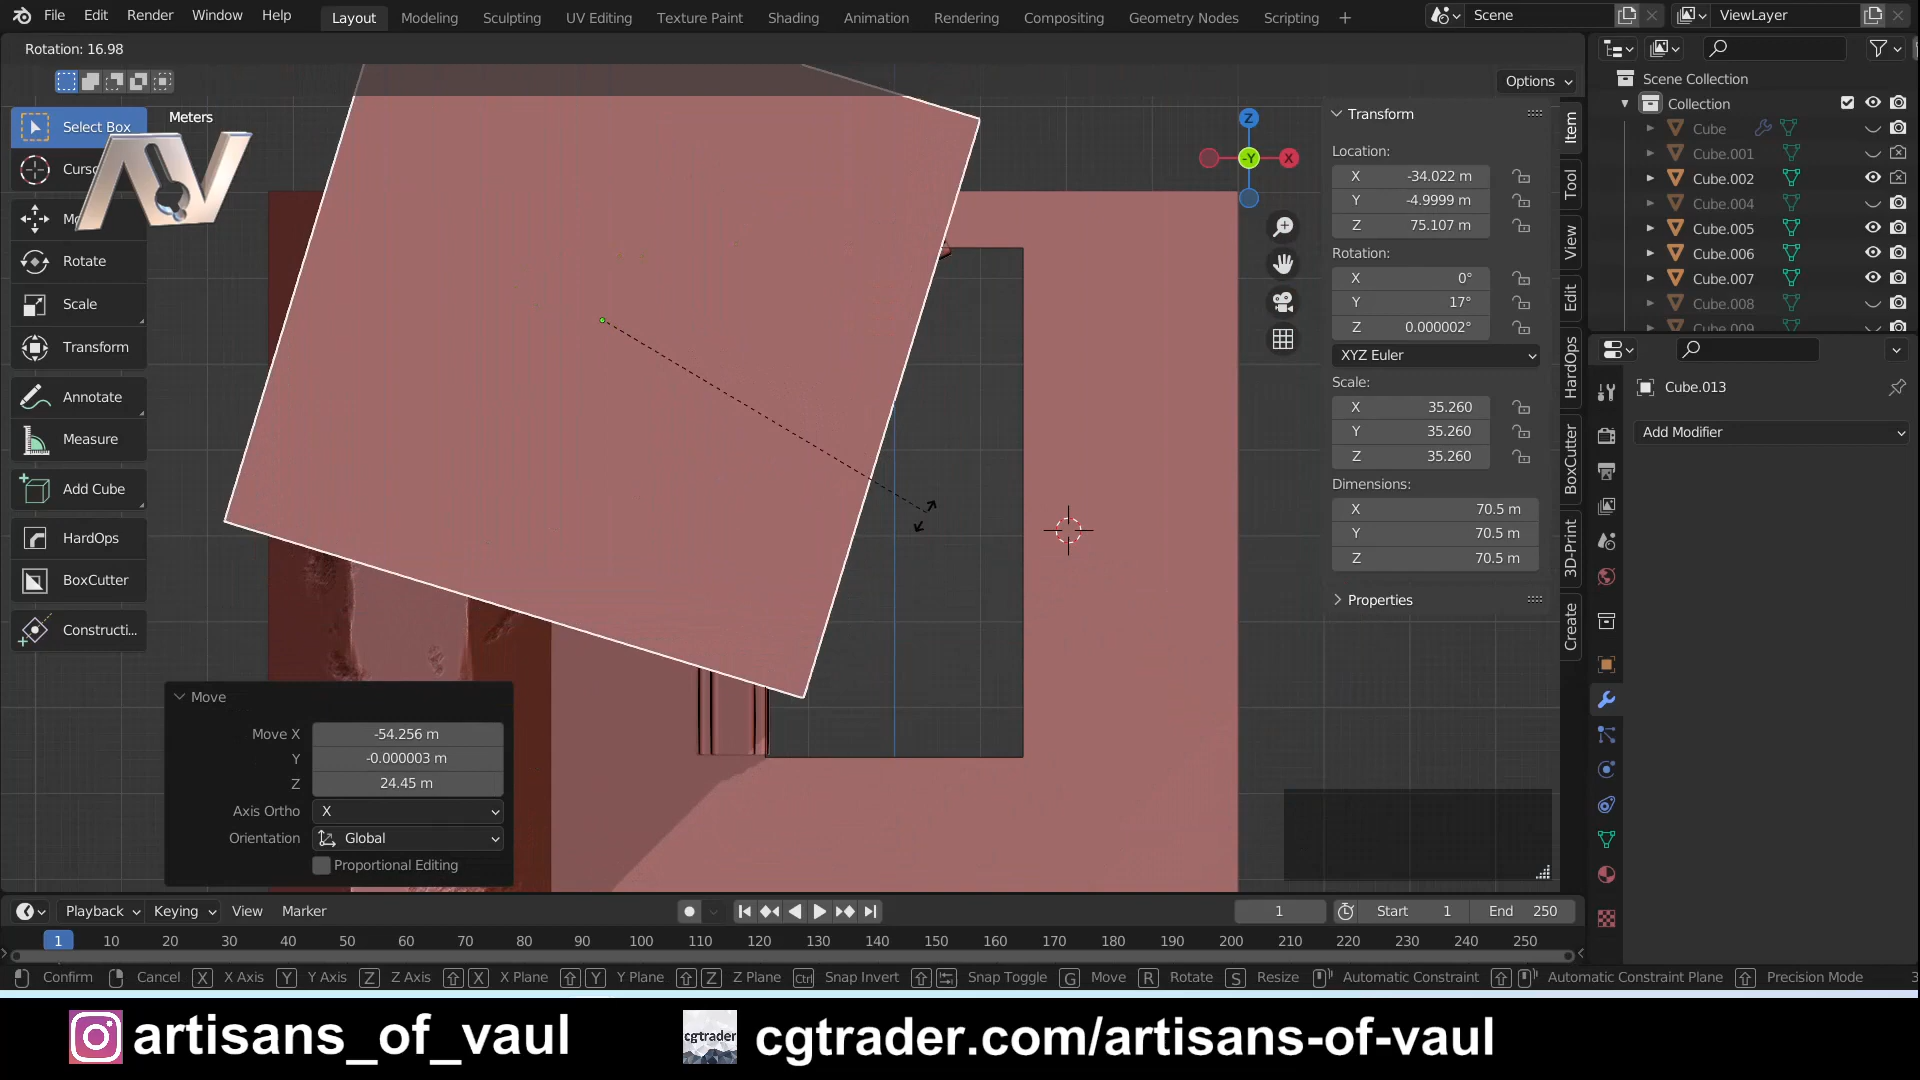 File Edit Render Window Help Layout Modeling Sculpting UV Editing Texture Paint Shading Animation Rendering Compositing Geometry Nodes Scripting + Scene ViewLayer
Rotation: 16.98
Options
Meters
Select Box
Rotate
Scale
Transform
Annotate
Measure
Add Cube
HardOps
BoxCutter
Constructi...
AV
Move
Move X -54.256 m
Y -0.000003 m
Z 24.45 m
Axis Ortho X
Orientation Global
Proportional Editing
Z
-Y
X
Transform
Location:
X -34.022 m
Y -4.9999 m
Z 75.107 m
Rotation:
X 0°
Y 17°
Z 0.000002°
XYZ Euler
Scale:
X 35.260
Y 35.260
Z 35.260
Dimensions:
X 70.5 m
Y 70.5 m
Z 70.5 m
Properties
Item
Tool
View
Edit
HardOps
BoxCutter
3D-Print
Create
Scene Collection
Collection
Cube
Cube.001
Cube.002
Cube.004
Cube.005
Cube.006
Cube.007
Cube.008
Cube.009
Cube.013
Add Modifier
Playback Keying View Marker 1 Start 1 End 250
1 10 20 30 40 50 60 70 80 90 100 110 120 130 140 150 160 170 180 190 200 210 220 230 240 250
Confirm Cancel X X Axis Y Y Axis Z Z Axis X X Plane Y Y Plane Z Z Plane Ctrl Snap Invert Snap Toggle G Move R Rotate S Resize Automatic Constraint Automatic Constraint Plane Precision Mode
artisans_of_vaul cgtrader cgtrader.com/artisans-of-vaul